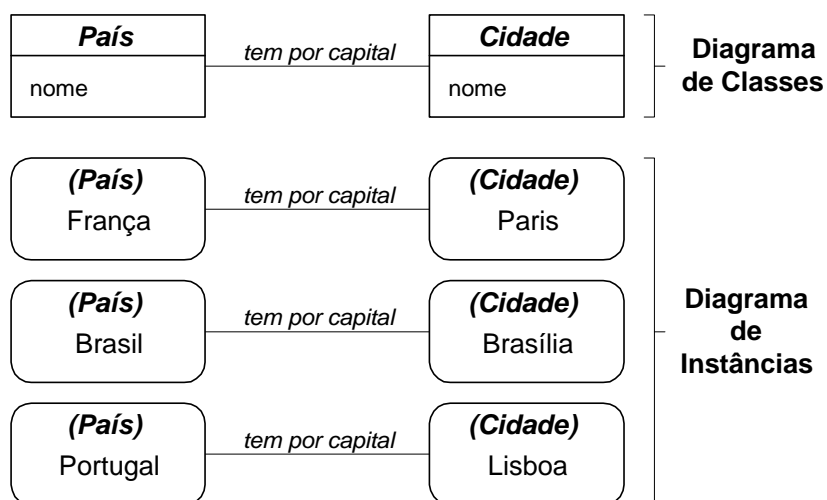 País
tem por capital
Cidade
nome
nome
Diagrama
de Classes
(País)
França
tem por capital
(Cidade)
Paris
(País)
Brasil
tem por capital
(Cidade)
Brasília
Diagrama
de
Instâncias
(País)
Portugal
tem por capital
(Cidade)
Lisboa